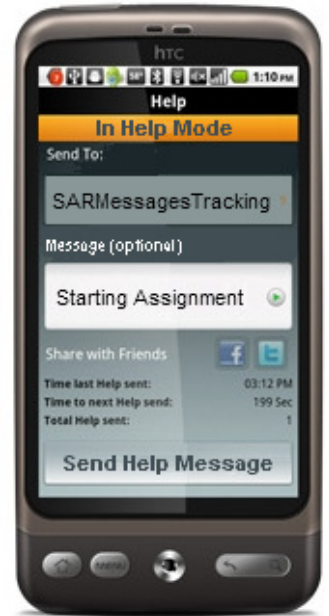 hTC
1:10 PM
Help
In Help Mode
Send To:
SARMessagesTracking
Message (optional)
Starting Assignment
Share with Friends
Time last Help sent: 03:12 PM
Time to next Help send: 199 Sec
Total Help sent: 1
Send Help Message
MENU